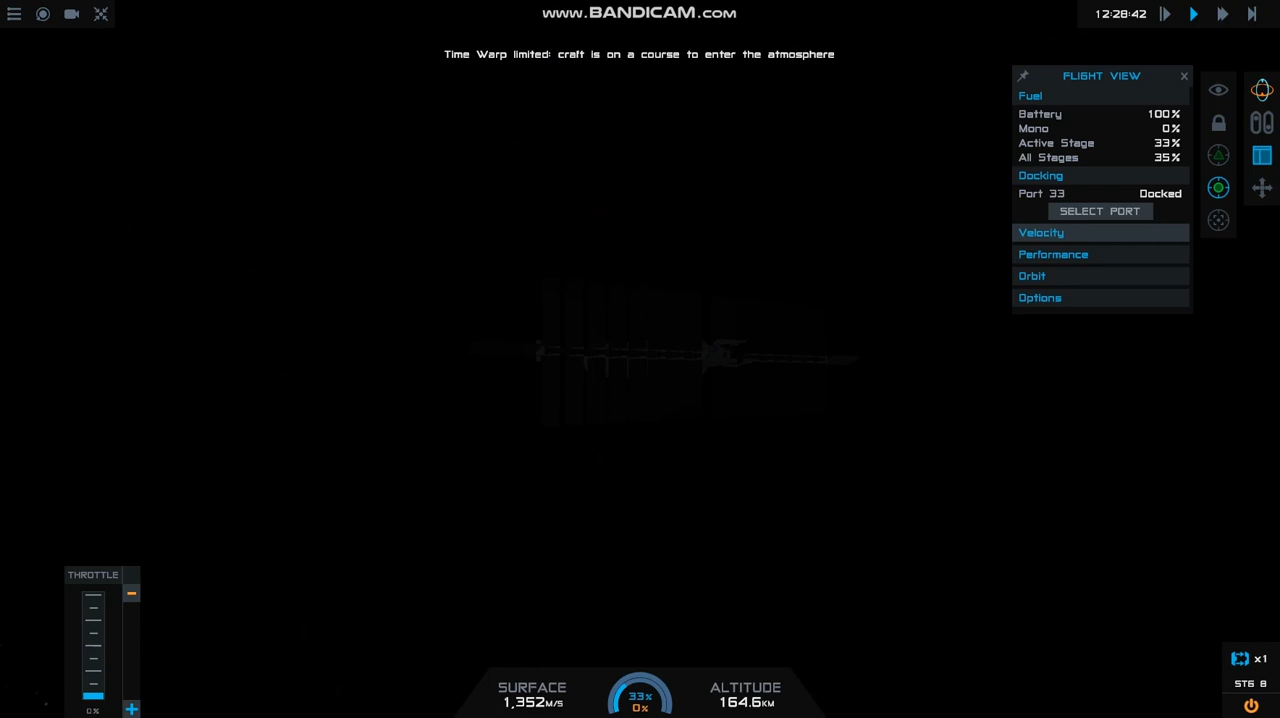 www.BANDICAM.com
12:28:42
Time Warp limited: craft is on a course to enter the atmosphere
FLIGHT VIEW X
Fuel
Battery 100%
Mono 0%
Active Stage 33%
All Stages 35%
Docking
Port 33 Docked
SELECT PORT
Velocity
Performance
Orbit
Options
THROTTLE
0%
SURFACE
1,352M/S
33%
0%
ALTITUDE
164.6KM
x1
STG 8